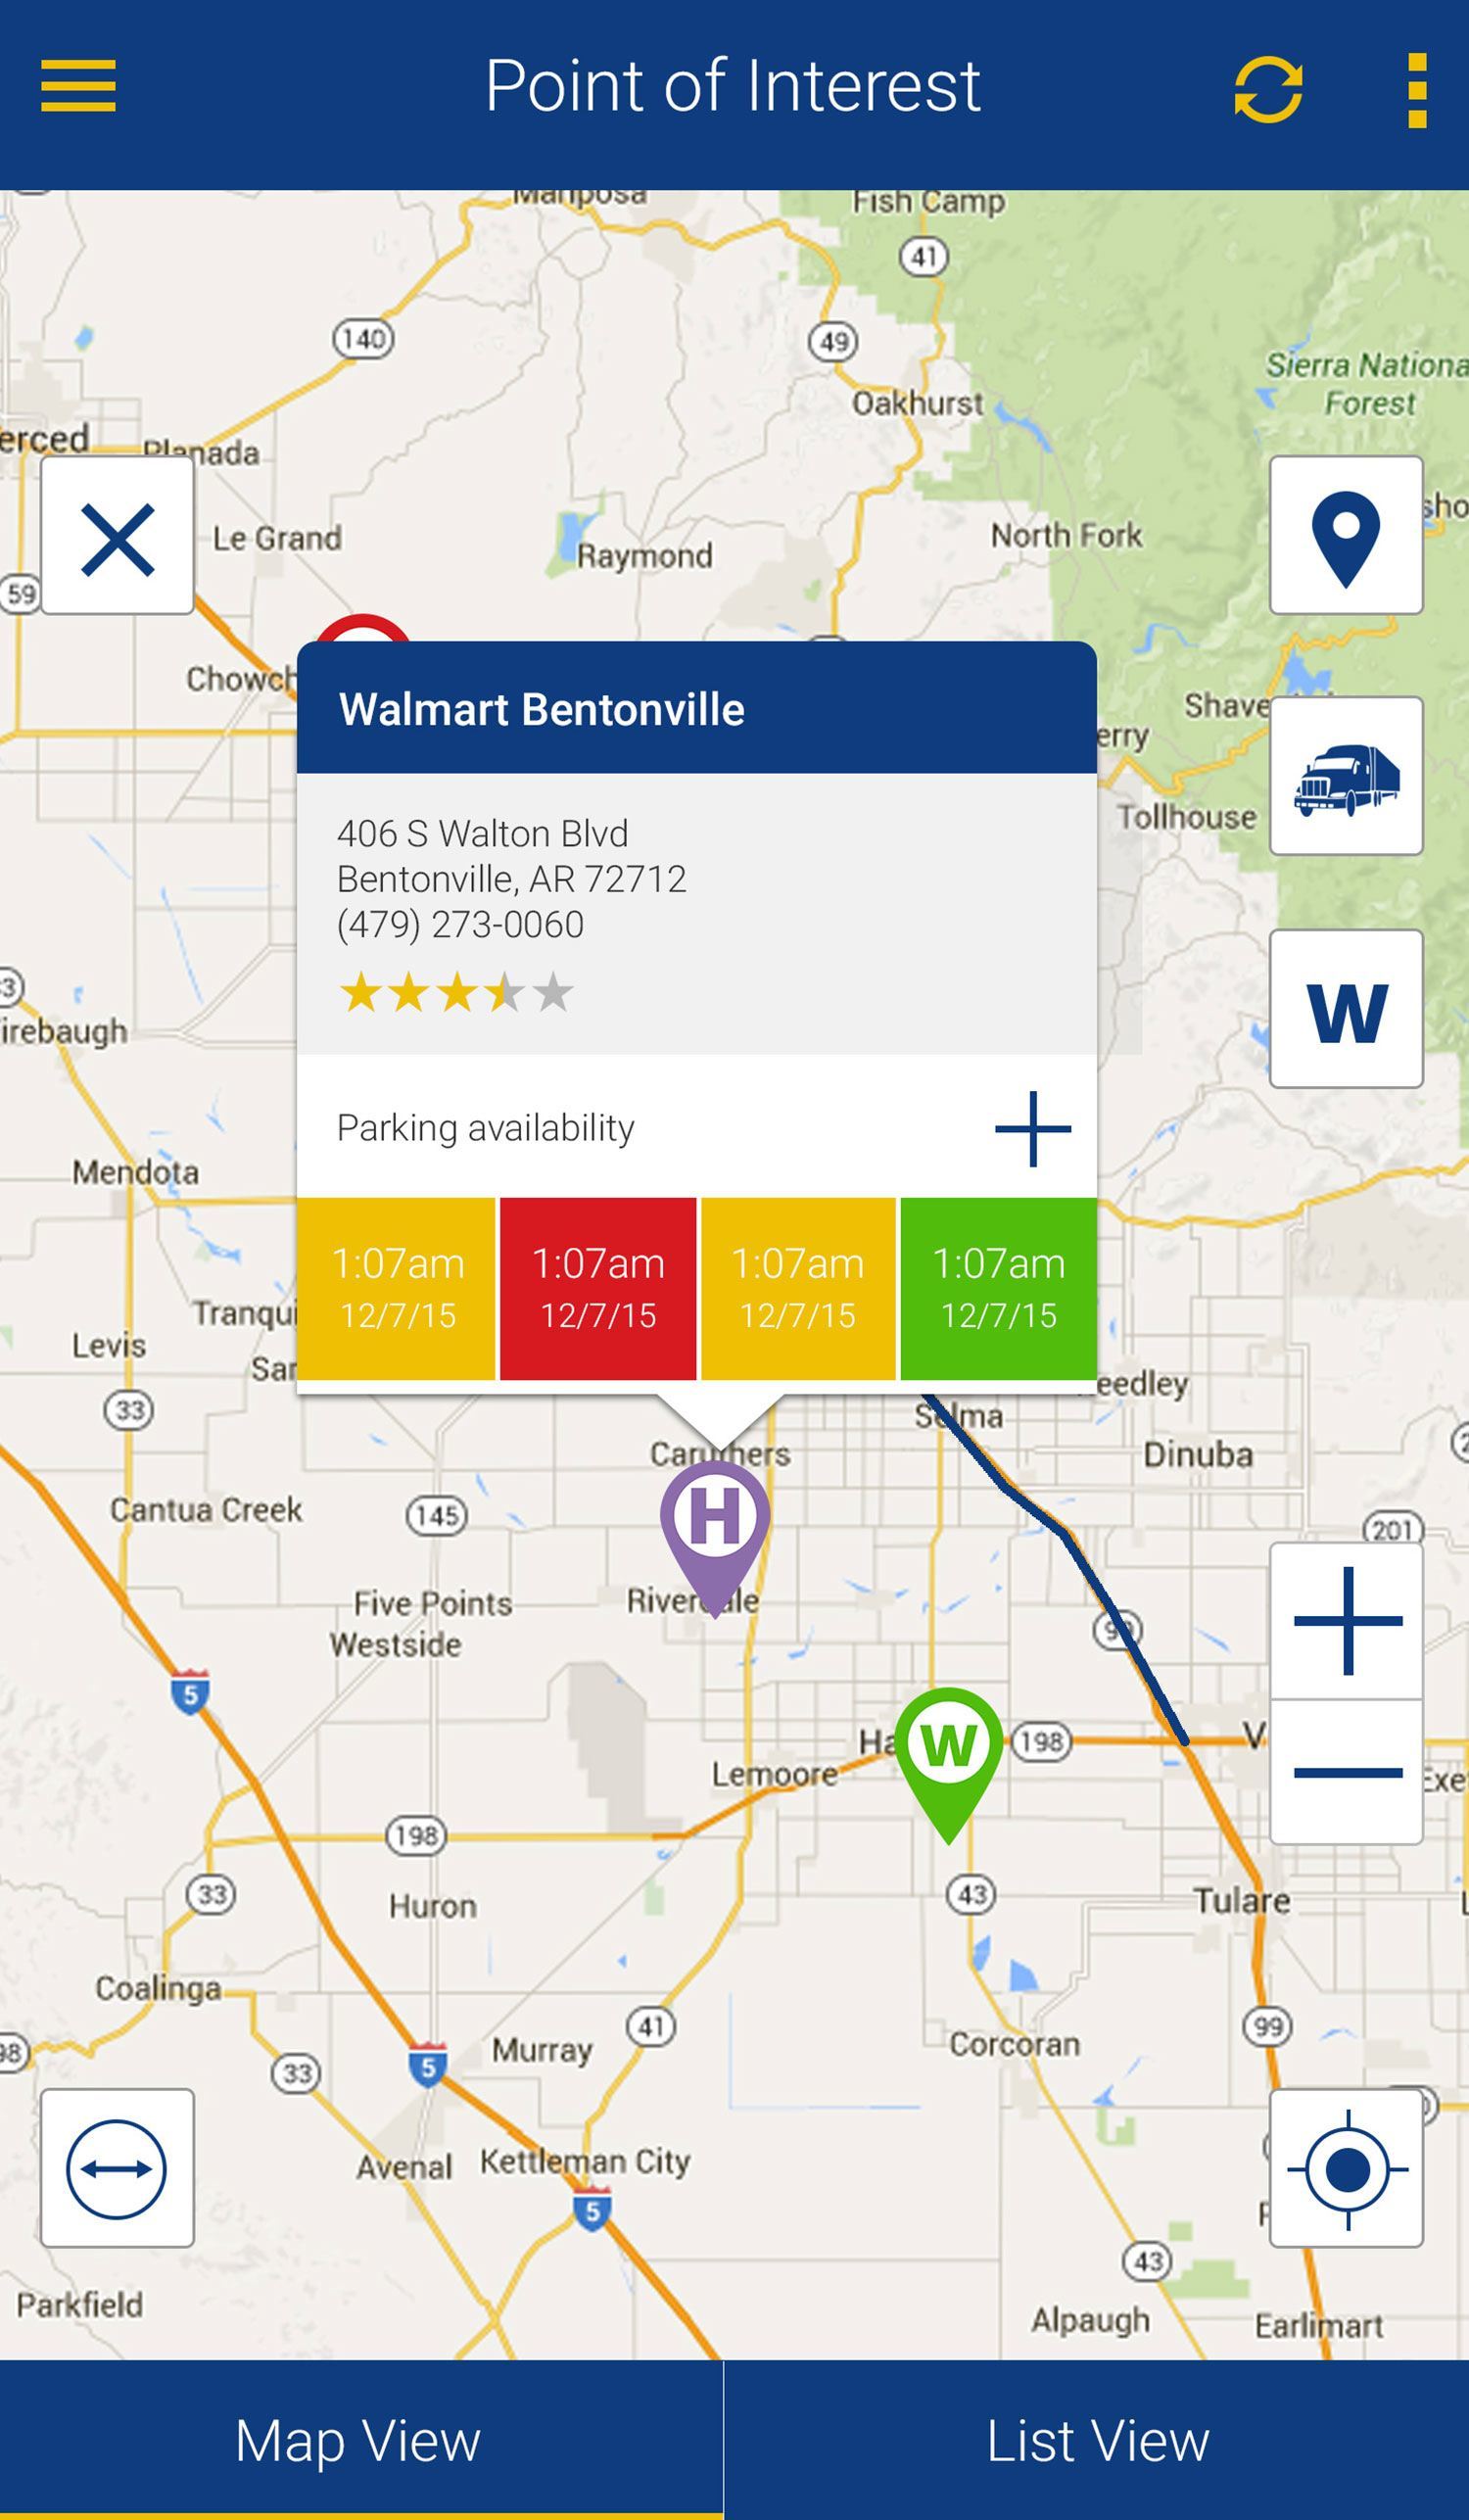 Point of Interest
Mariposa
Fish Camp
41
140
49
Sierra Nationa
Forest
Oakhurst
erced
Planada
Le Grand
North Fork
Raymond
59
Chowch
Shave
Walmart Bentonville
erry
Tollhouse
406 S Walton Blvd
Bentonville, AR 72712
(479) 273-0060
W
irebaugh
Parking availability
Mendota
1:07am 1:07am 1:07am 1:07am
12/7/15 12/7/15 12/7/15 12/7/15
Tranqui
Levis
San
eedley
33
Selma
Caruthers
Dinuba
Cantua Creek
145
H
201
Five Points
Riverdale
Westside
99
5
Ha
W
198
V
Lemoore
Exe
198
33
43
Huron
Tulare
Coalinga
41
99
98
Murray
Corcoran
33
5
Avenal
Kettleman City
5
43
Parkfield
Alpaugh
Earlimart
Map View
List View